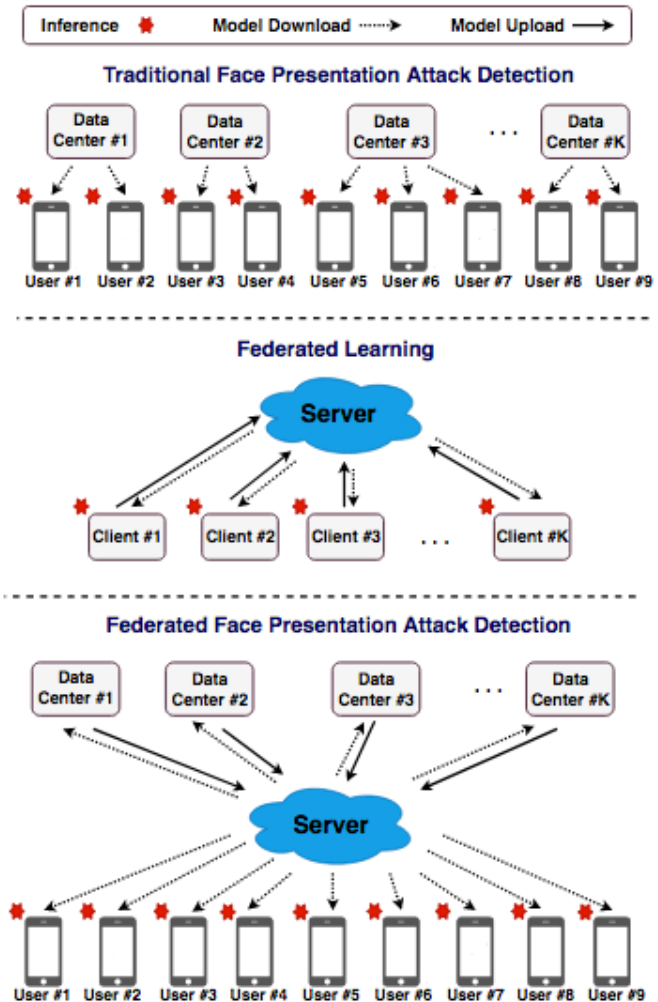 Inference Model Download Model Upload
Traditional Face Presentation Attack Detection
Data Center #1
Data Center #2
Data Center #3
. . .
Data Center #K
User #1 User #2 User #3 User #4 User #5 User #6 User #7 User #8 User #9
Federated Learning
Server
Client #1 Client #2 Client #3 . . . Client #K
Federated Face Presentation Attack Detection
Data Center #1
Data Center #2
Data Center #3
. . .
Data Center #K
Server
User #1 User #2 User #3 User #4 User #5 User #6 User #7 User #8 User #9